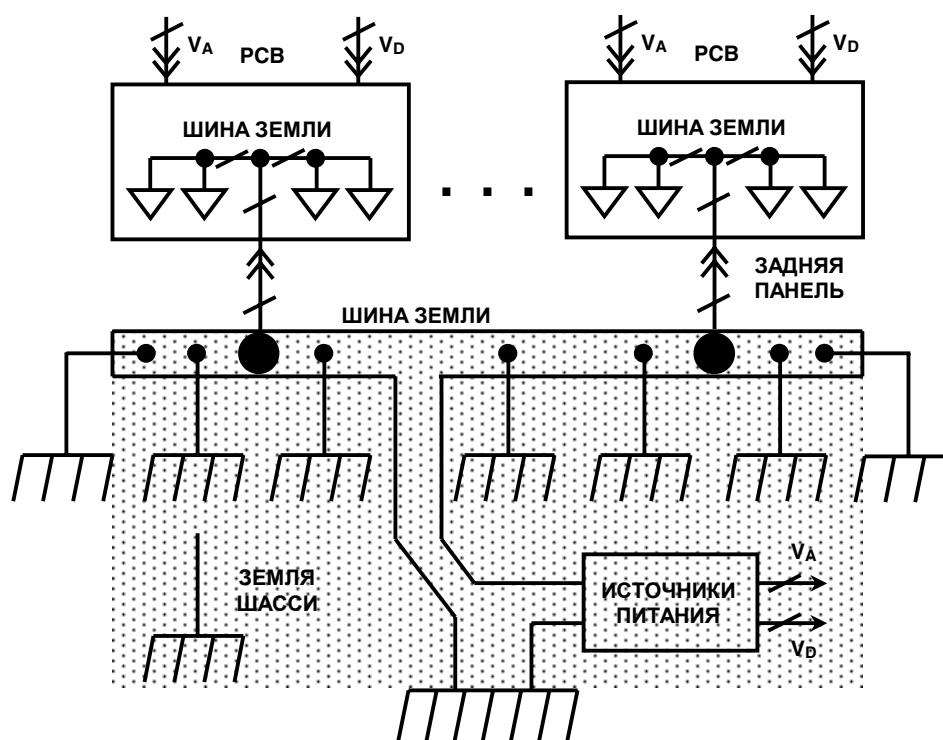 VA
PCB
VD
VA
PCB
VD
ШИНА ЗЕМЛИ
ШИНА ЗЕМЛИ
ЗАДНЯЯ
ПАНЕЛЬ
ШИНА ЗЕМЛИ
ЗЕМЛЯ
ШАССИ
ИСТОЧНИКИ
ПИТАНИЯ
VA
VD